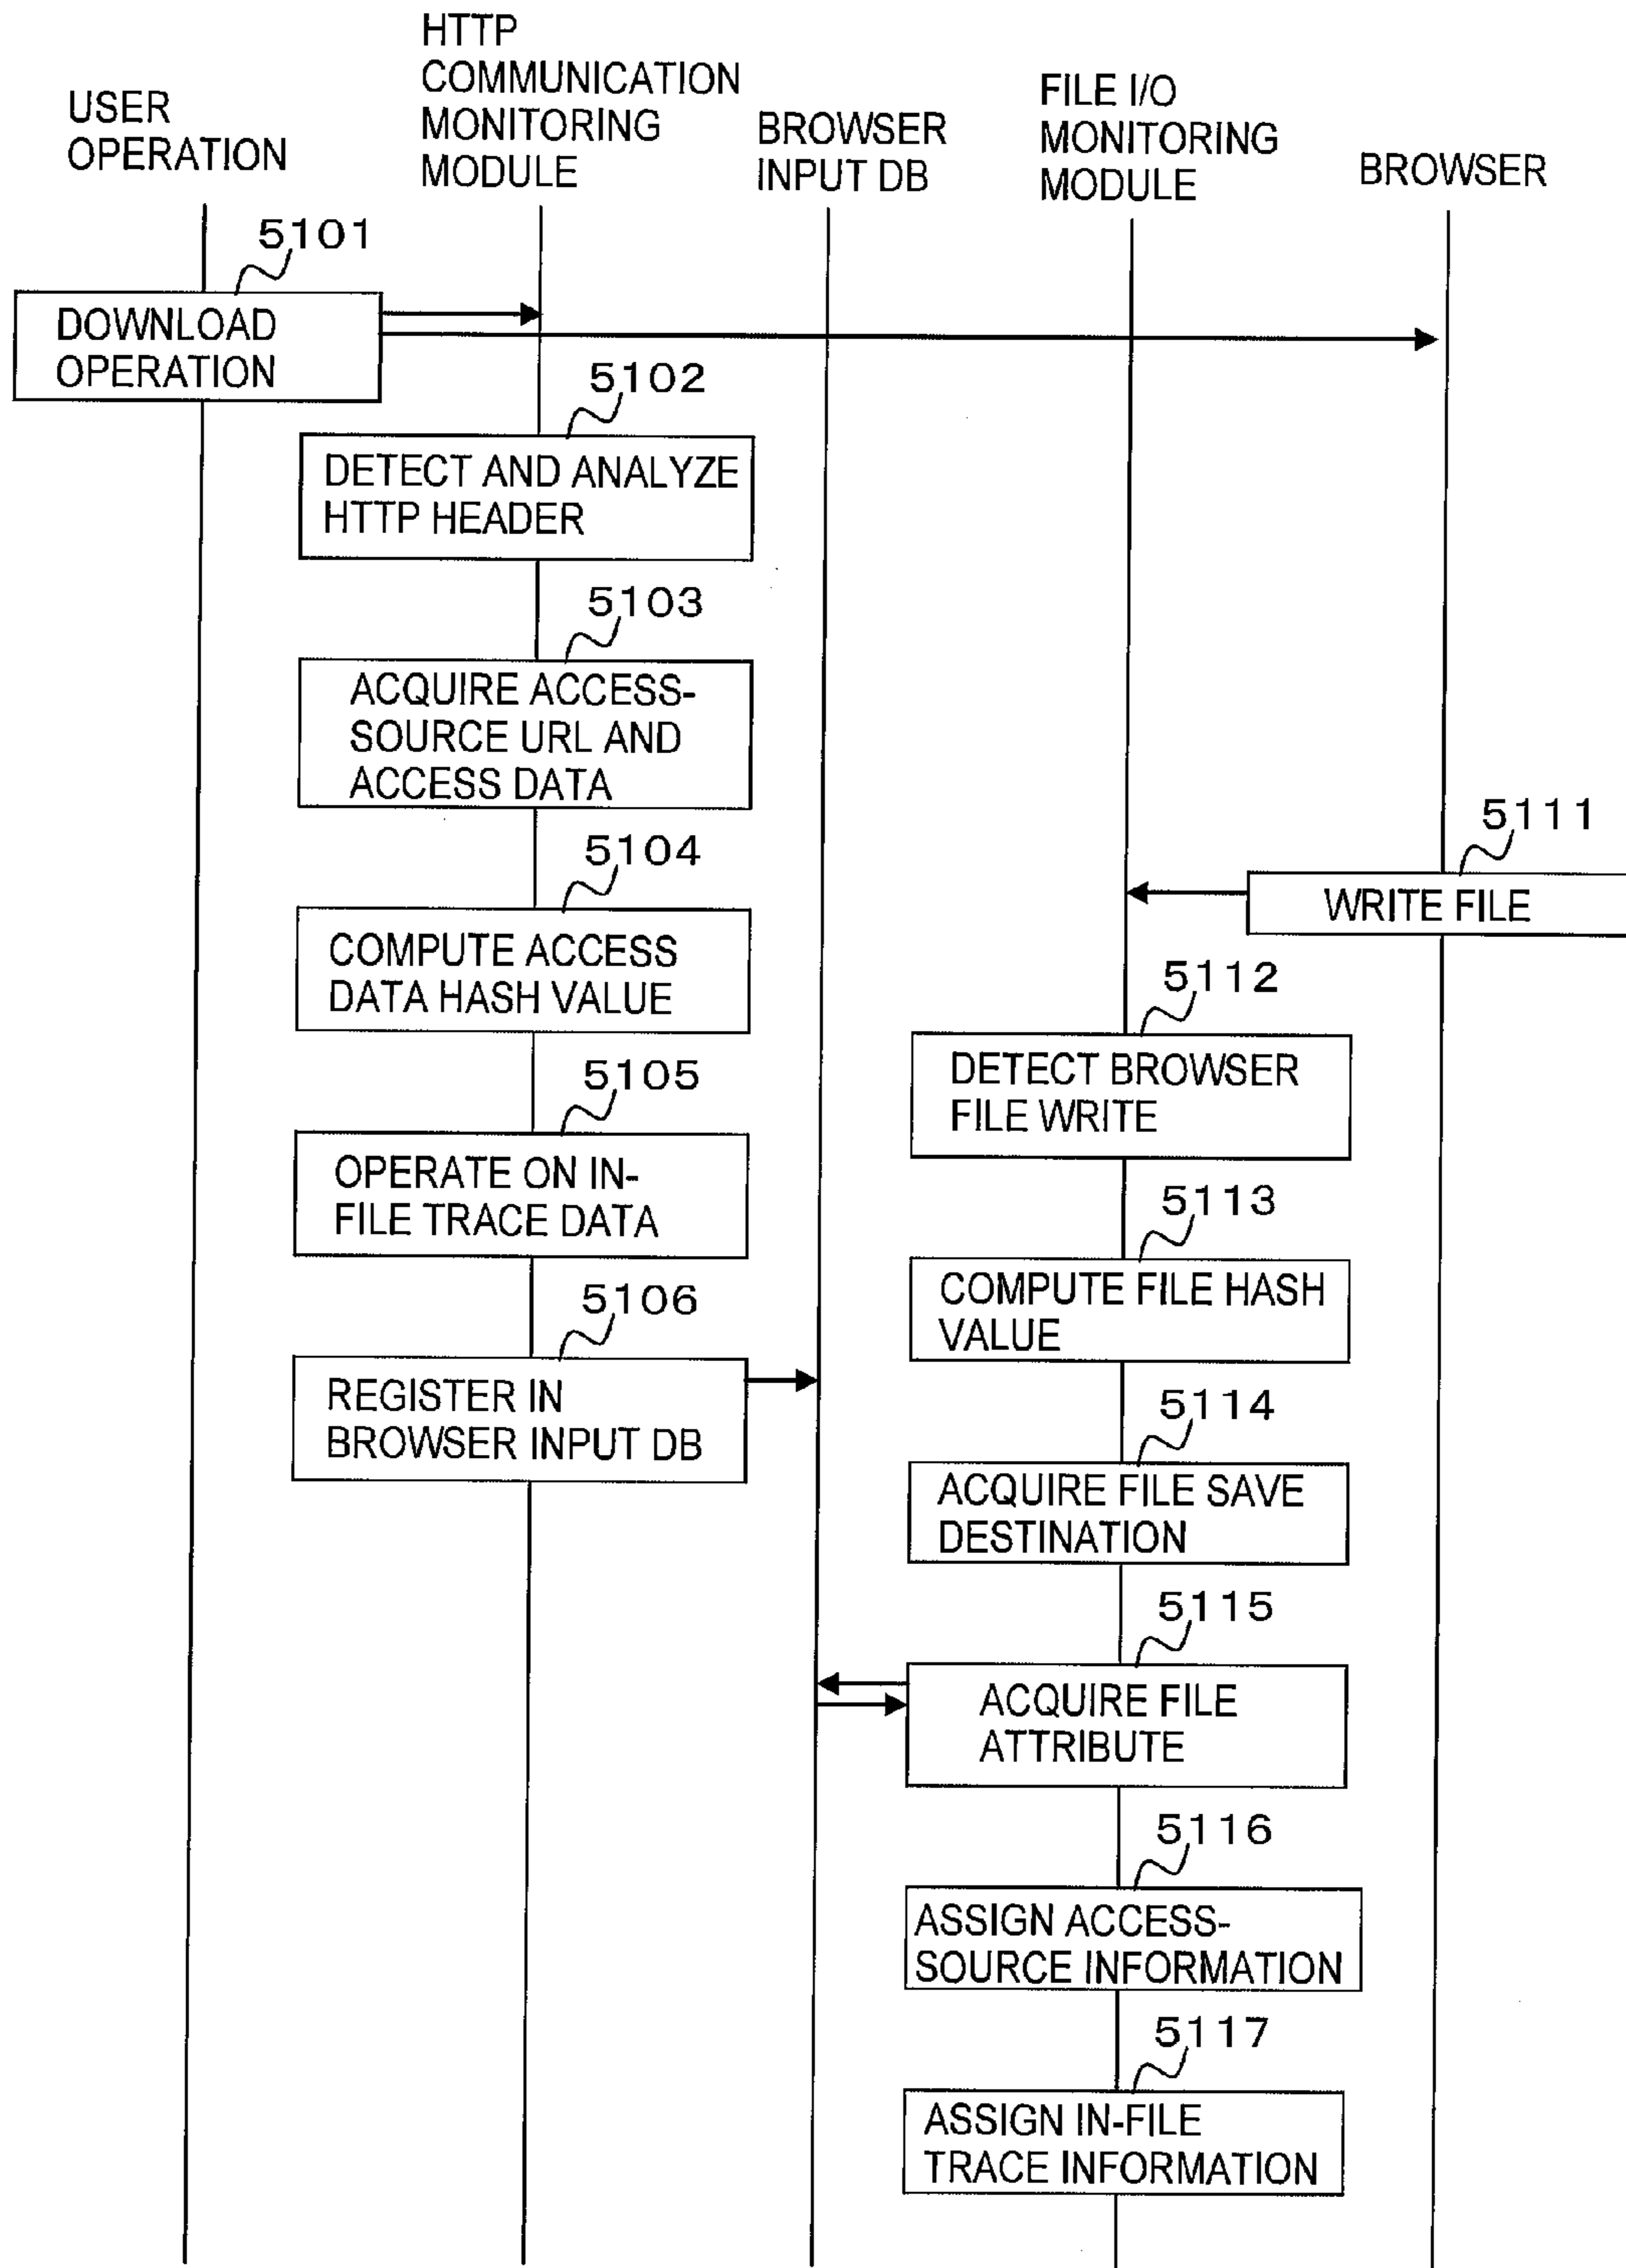 USER
OPERATION
HTTP
COMMUNICATION
MONITORING
MODULE
BROWSER
INPUT DB
FILE I/O
MONITORING
MODULE
BROWSER
5101
DOWNLOAD
OPERATION
5102
DETECT AND ANALYZE
HTTP HEADER
5103
ACQUIRE ACCESS-
SOURCE URL AND
ACCESS DATA
5104
COMPUTE ACCESS
DATA HASH VALUE
5105
OPERATE ON IN-
FILE TRACE DATA
5106
REGISTER IN
BROWSER INPUT DB
5111
WRITE FILE
5112
DETECT BROWSER
FILE WRITE
5113
COMPUTE FILE HASH
VALUE
5114
ACQUIRE FILE SAVE
DESTINATION
5115
ACQUIRE FILE
ATTRIBUTE
5116
ASSIGN ACCESS-
SOURCE INFORMATION
5117
ASSIGN IN-FILE
TRACE INFORMATION